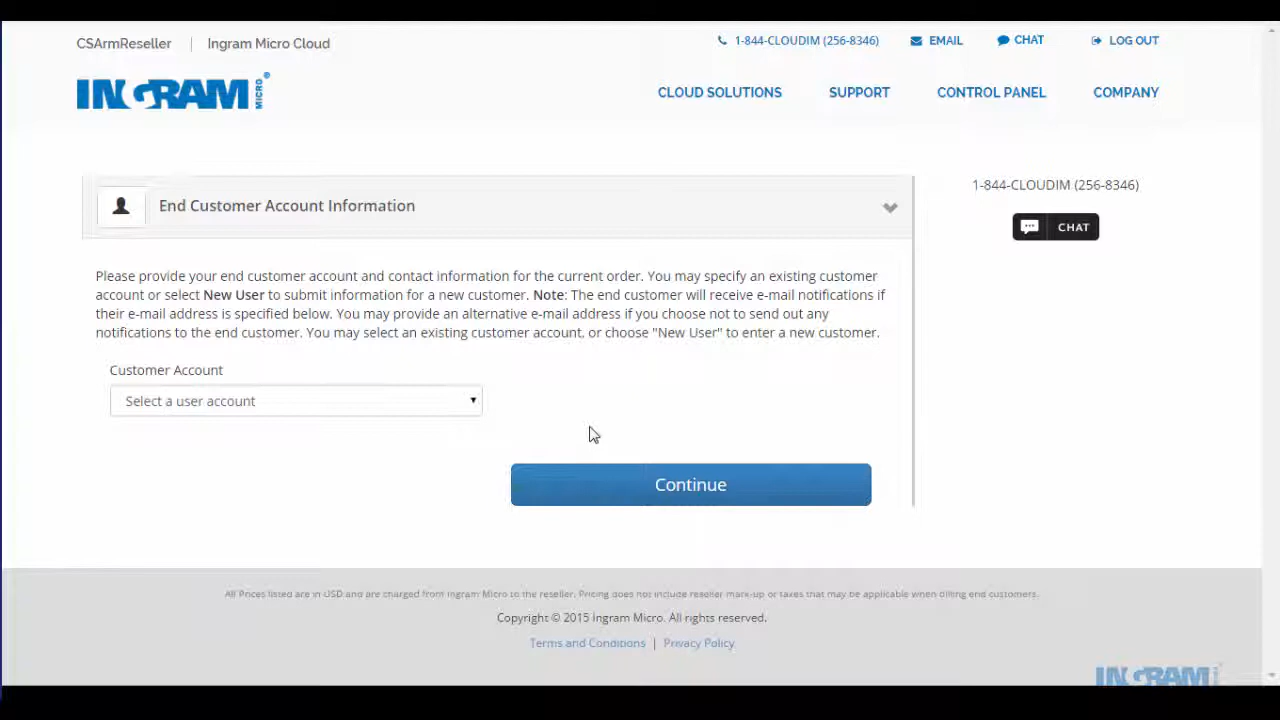 CSArmReseller | Ingram Micro Cloud
1-844-CLOUDIM (256-8346) EMAIL CHAT LOG OUT
INGRAM MICRO ®
CLOUD SOLUTIONS SUPPORT CONTROL PANEL COMPANY
End Customer Account Information
1-844-CLOUDIM (256-8346)
CHAT
Please provide your end customer account and contact information for the current order. You may specify an existing customer
account or select New User to submit information for a new customer. Note: The end customer will receive e-mail notifications if
their e-mail address is specified below. You may provide an alternative e-mail address if you choose not to send out any
notifications to the end customer. You may select an existing customer account, or choose "New User" to enter a new customer.
Customer Account
Select a user account
Continue
All Prices listed are in USD and are charged from Ingram Micro to the reseller. Pricing does not include reseller mark-up or taxes that may be applicable when billing end customers.
Copyright © 2015 Ingram Micro. All rights reserved.
Terms and Conditions | Privacy Policy
INGRAM